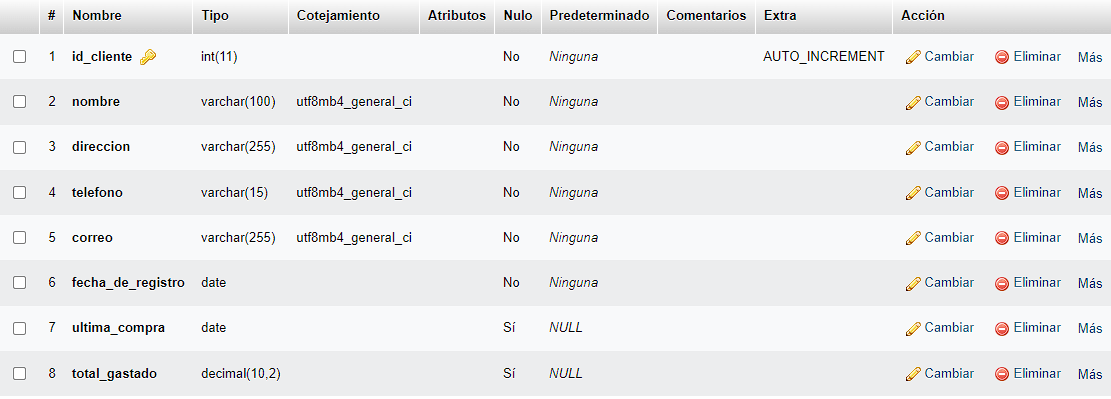 # Nombre Tipo Cotejamiento Atributos Nulo Predeterminado Comentarios Extra Acción
1 id_cliente int(11) No Ninguna AUTO_INCREMENT Cambiar Eliminar Más
2 nombre varchar(100) utf8mb4_general_ci No Ninguna Cambiar Eliminar Más
3 direccion varchar(255) utf8mb4_general_ci No Ninguna Cambiar Eliminar Más
4 telefono varchar(15) utf8mb4_general_ci No Ninguna Cambiar Eliminar Más
5 correo varchar(255) utf8mb4_general_ci No Ninguna Cambiar Eliminar Más
6 fecha_de_registro date No Ninguna Cambiar Eliminar Más
7 ultima_compra date Sí NULL Cambiar Eliminar Más
8 total_gastado decimal(10,2) Sí NULL Cambiar Eliminar Más